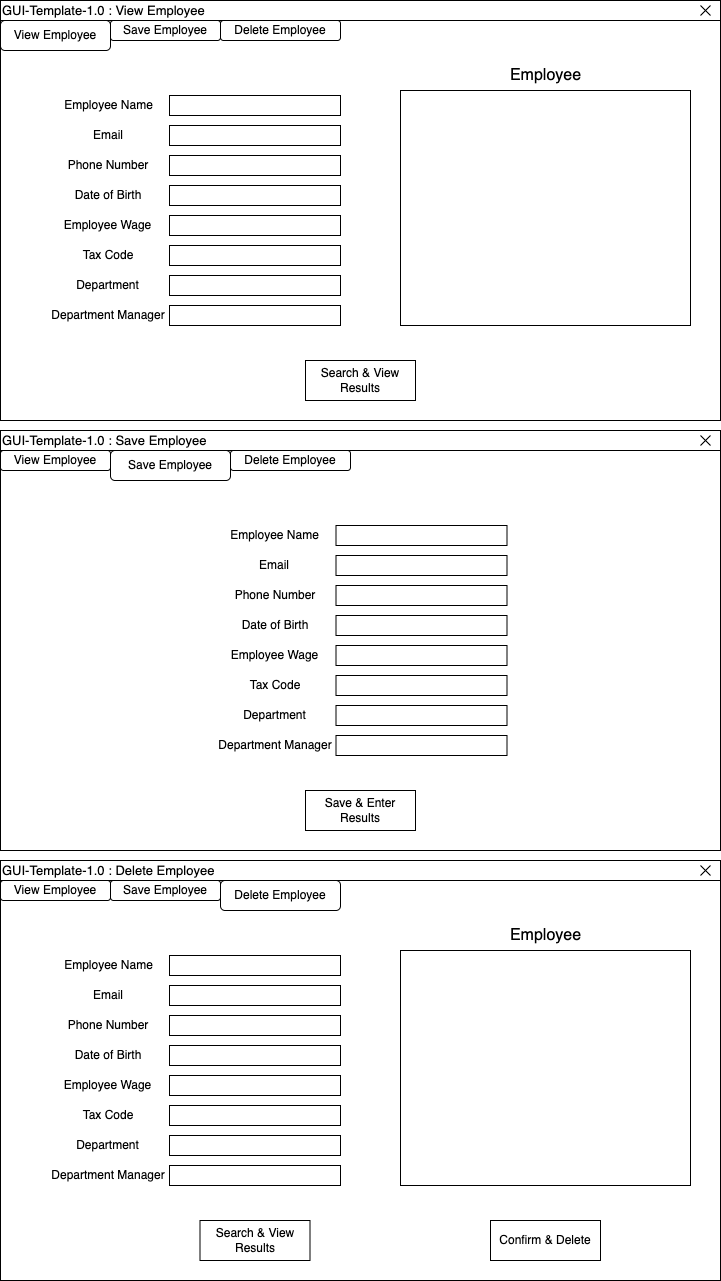 GUI-Template-1.0 : View Employee
View Employee
Save Employee
Delete Employee
Employee
Employee Name
Email
Phone Number
Date of Birth
Employee Wage
Tax Code
Department
Department Manager
Search & View
Results
GUI-Template-1.0 : Save Employee
View Employee
Save Employee
Delete Employee
Employee Name
Email
Phone Number
Date of Birth
Employee Wage
Tax Code
Department
Department Manager
Save & Enter
Results
GUI-Template-1.0 : Delete Employee
View Employee
Save Employee
Delete Employee
Employee
Employee Name
Email
Phone Number
Date of Birth
Employee Wage
Tax Code
Department
Department Manager
Search & View
Results
Confirm & Delete